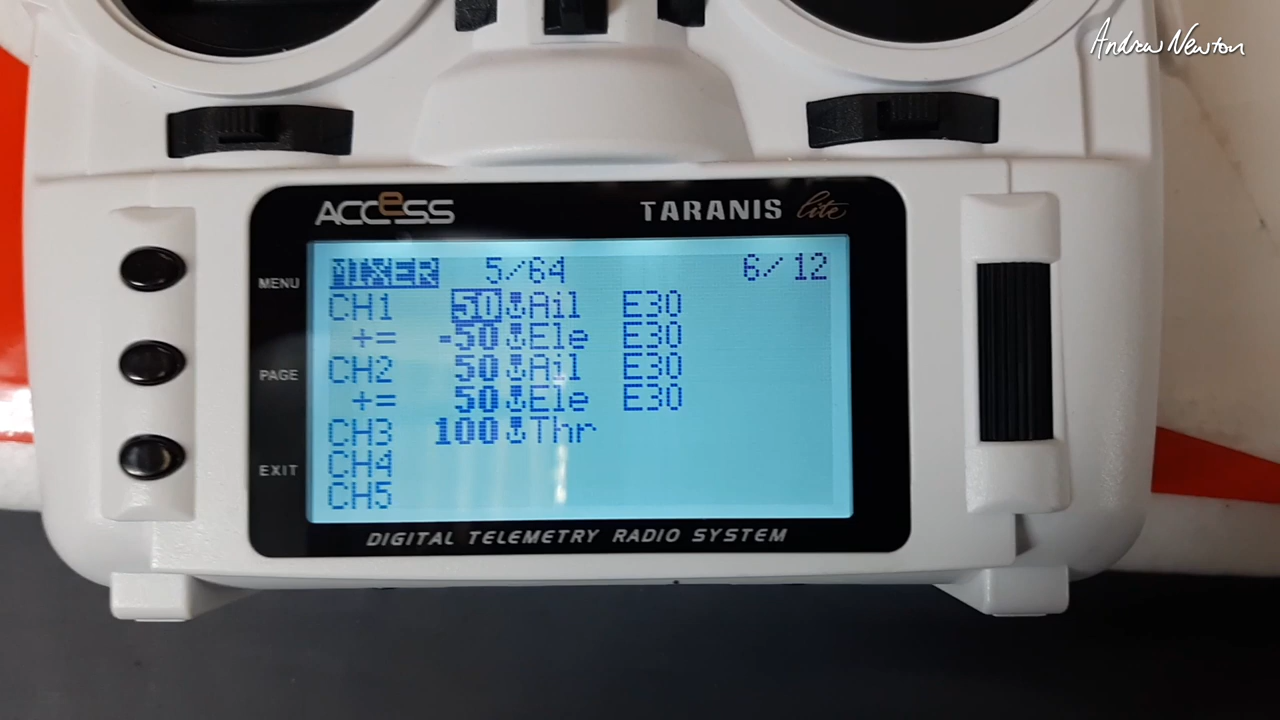 Andrew Newton
ACCeSS TARANIS lite
MENU
PAGE
EXIT
MIXER 5/64 6/12
CH1 50 Ail E30
+= -50 Ele E30
CH2 50 Ail E30
+= 50 Ele E30
CH3 100 Thr
CH4
CH5
DIGITAL TELEMETRY RADIO SYSTEM